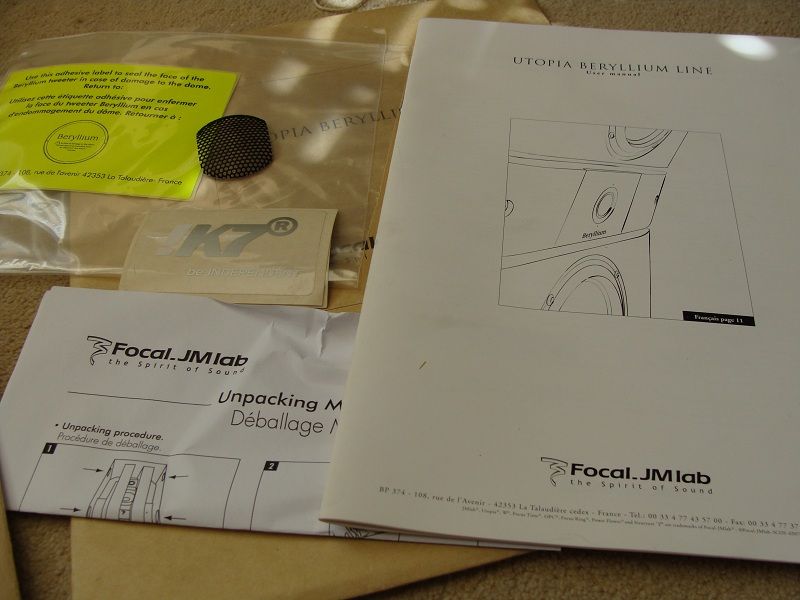 Use this adhesive label to seal the face of the
Beryllium tweeter in case of damage to the dome.
Return to:
Utilisez cette étiquette adhésive pour enfermer
la face du tweeter Beryllium en cas
d'endommagement du dôme. Retourner à :
Beryllium
374 - 108, rue de l'avenir 42353 La Talaudière- France
UTOPIA BERYLLIUM
K7®
be-INDEPENDENT
Focal-JMlab
the Spirit of Sound
Unpacking M
Déballage M
• Unpacking procedure.
Procédure de déballage.
1
2
UTOPIA BERYLLIUM LINE
User manual
Beryllium
Français page 11
Focal-JMlab
the Spirit of Sound
BP 374 - 108, rue de l'Avenir - 42353 La Talaudière cedex - France - Tel.: 00 33 4 77 43 57 00 - Fax: 00 33 4 77 37